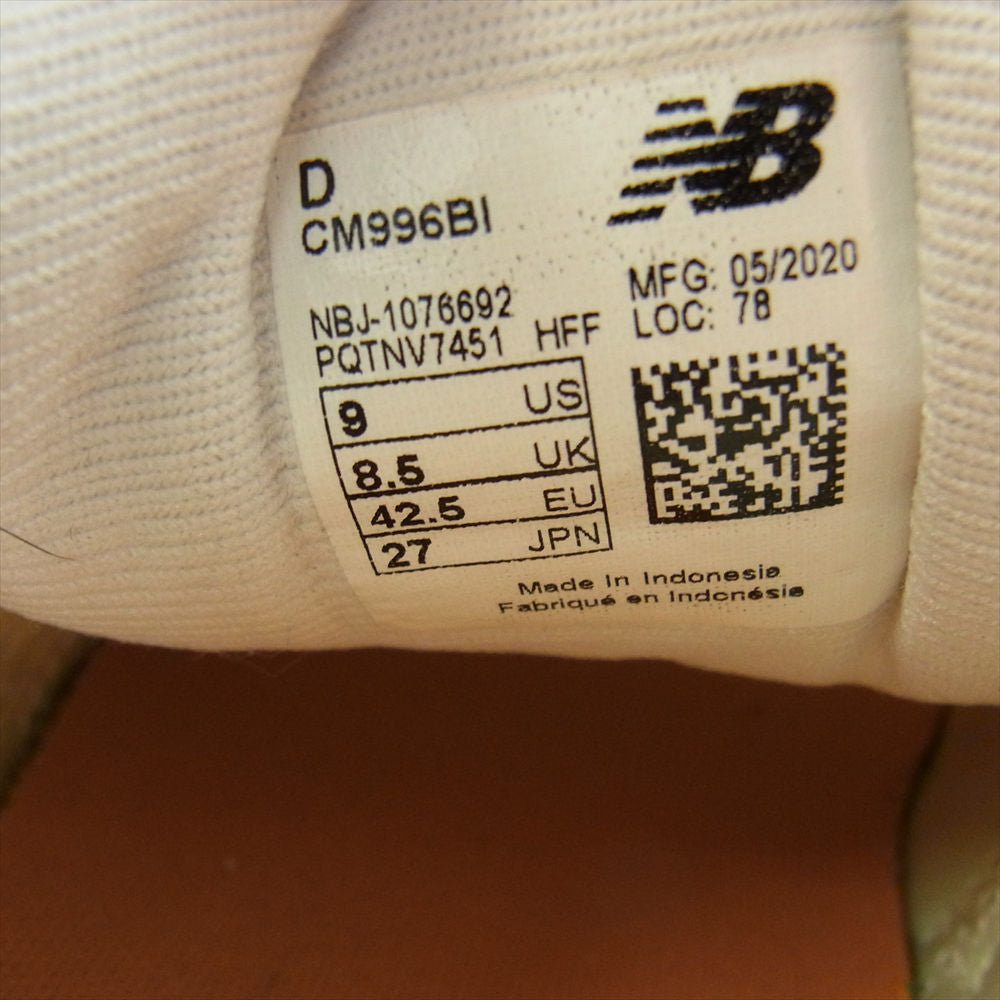 D
CM996BI
NB
NBJ-1076692
PQTNV7451 HFF
MFG: 05/2020
LOC: 78
9 US
8.5 UK
42.5 EU
27 JPN
Made In Indonesia
Fabriqué en Indonésie